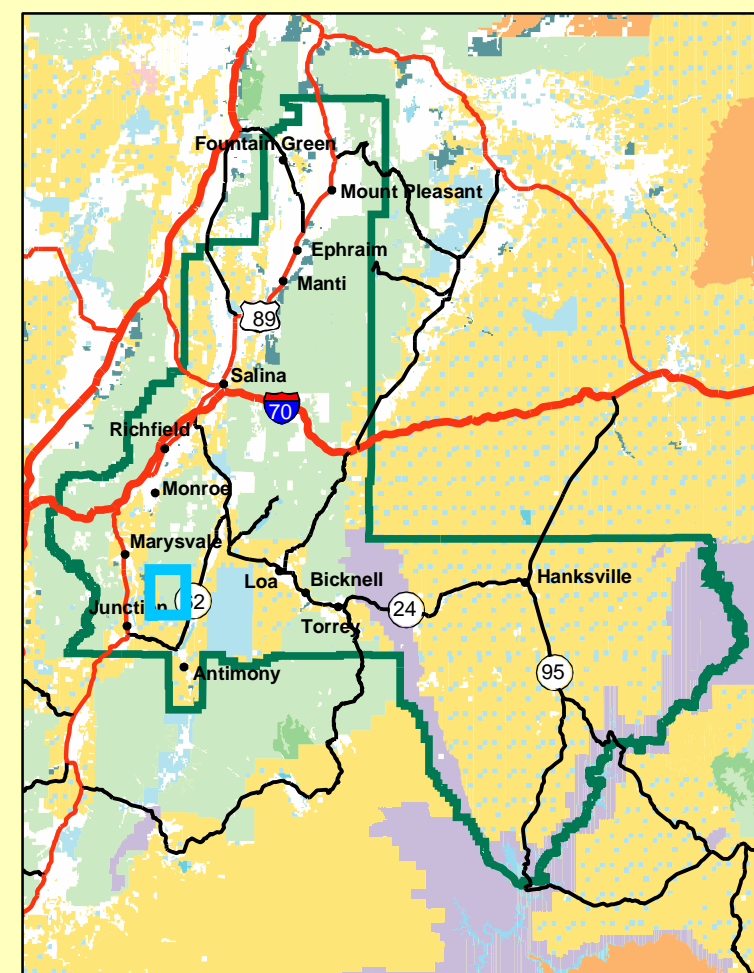 Fountain Green
Mount Pleasant
Ephraim
Manti
89
Salina
70
Richfield
Monroe
Marysvale
Loa
Bicknell
Hanksville
Junction
24
Torrey
Antimony
95